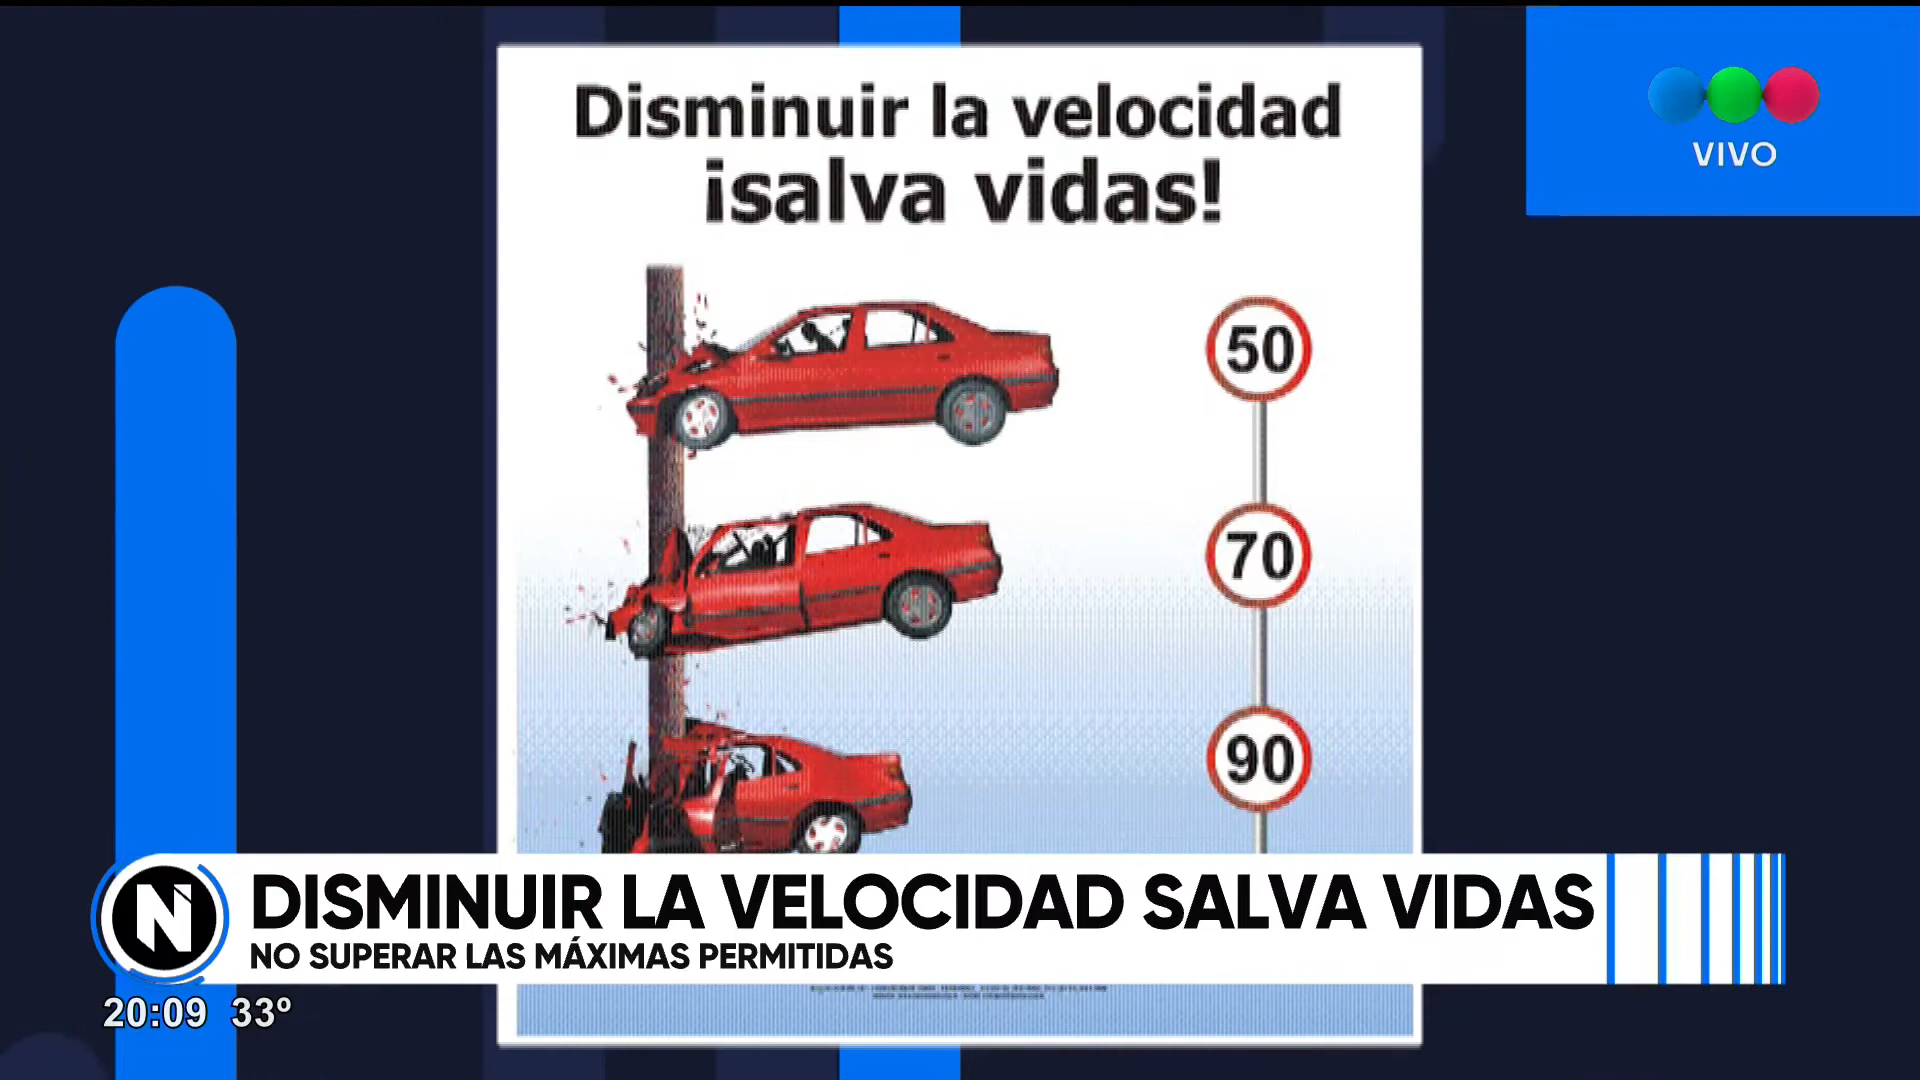 Disminuir la velocidad
¡salva vidas!
VIVO
50
70
90
N
DISMINUIR LA VELOCIDAD SALVA VIDAS
NO SUPERAR LAS MÁXIMAS PERMITIDAS
20:09 33º